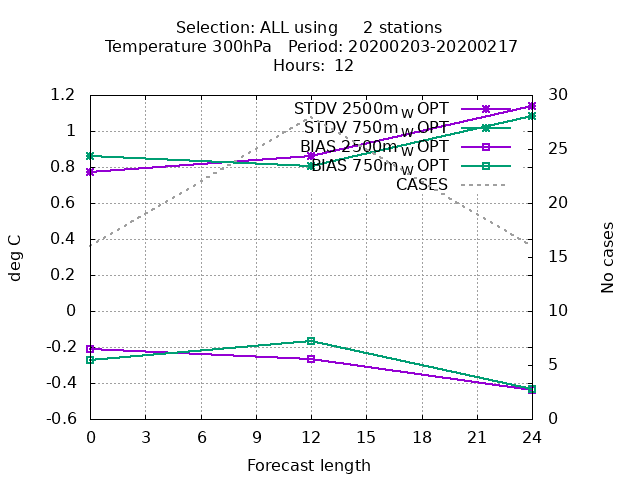 Selection: ALL using     2 stations
Temperature 300hPa   Period: 20200203-20200217
Hours:  12
STDV 2500m W OPT
STDV 750m W OPT
BIAS 2500m W OPT
BIAS 750m W OPT
CASES
1.2
1
0.8
0.6
0.4
0.2
0
-0.2
-0.4
-0.6
deg C
30
25
20
15
10
5
0
No cases
0 3 6 9 12 15 18 21 24
Forecast length